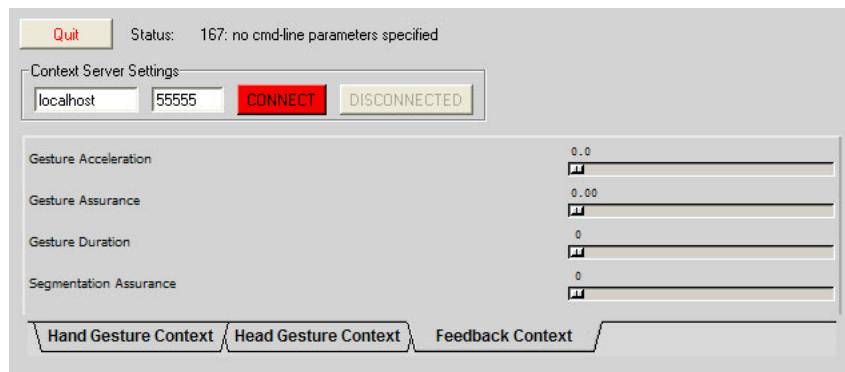 Quit Status: 167: no cmd-line parameters specified
Context Server Settings
localhost 55555 CONNECT DISCONNECTED
0.0
Gesture Acceleration
0.00
Gesture Assurance
0
Gesture Duration
0
Segmentation Assurance
Hand Gesture Context Head Gesture Context Feedback Context